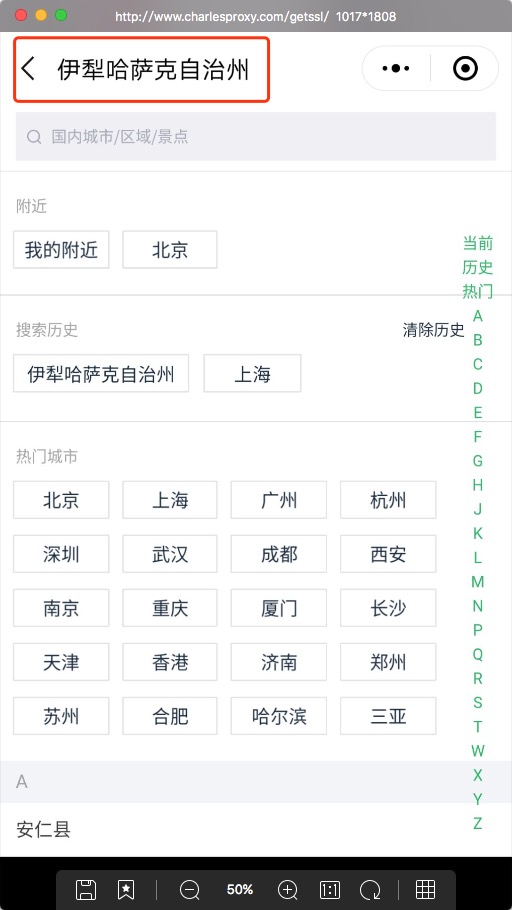 http://www.charlesproxy.com/getssl/ 1017*1808
伊犁哈萨克自治州
国内城市/区域/景点
附近
我的附近 北京
当前
历史
热门
搜索历史 清除历史
伊犁哈萨克自治州 上海
热门城市
北京 上海 广州 杭州
深圳 武汉 成都 西安
南京 重庆 厦门 长沙
天津 香港 济南 郑州
苏州 合肥 哈尔滨 三亚
A
安仁县
A
B
C
D
E
F
G
H
J
K
L
M
N
P
Q
R
S
T
W
X
Y
Z
50% 1:1